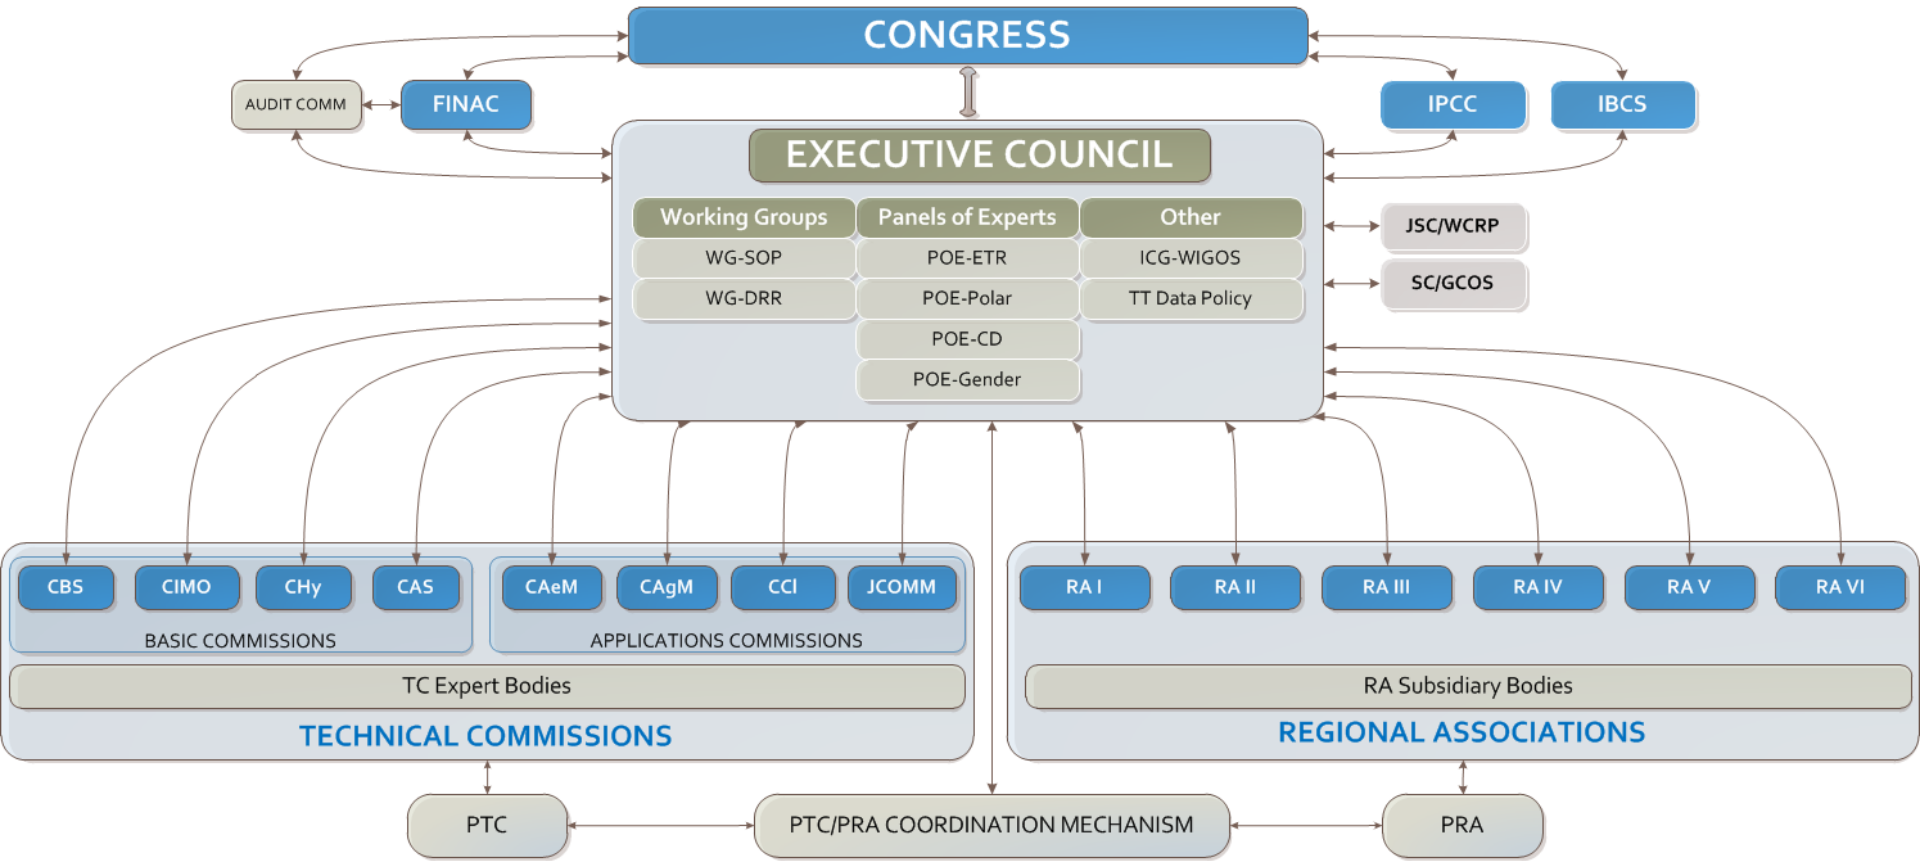 CONGRESS
AUDIT COMM
FINAC
IPCC
IBCS
EXECUTIVE COUNCIL
Working Groups
Panels of Experts
Other
WG-SOP
POE-ETR
ICG-WIGOS
WG-DRR
POE-Polar
TT Data Policy
POE-CD
POE-Gender
JSC/WCRP
SC/GCOS
CBS
CIMO
CHy
CAS
BASIC COMMISSIONS
CAeM
CAgM
CCl
JCOMM
APPLICATIONS COMMISSIONS
TC Expert Bodies
TECHNICAL COMMISSIONS
RA I
RA II
RA III
RA IV
RA V
RA VI
RA Subsidiary Bodies
REGIONAL ASSOCIATIONS
PTC
PTC/PRA COORDINATION MECHANISM
PRA